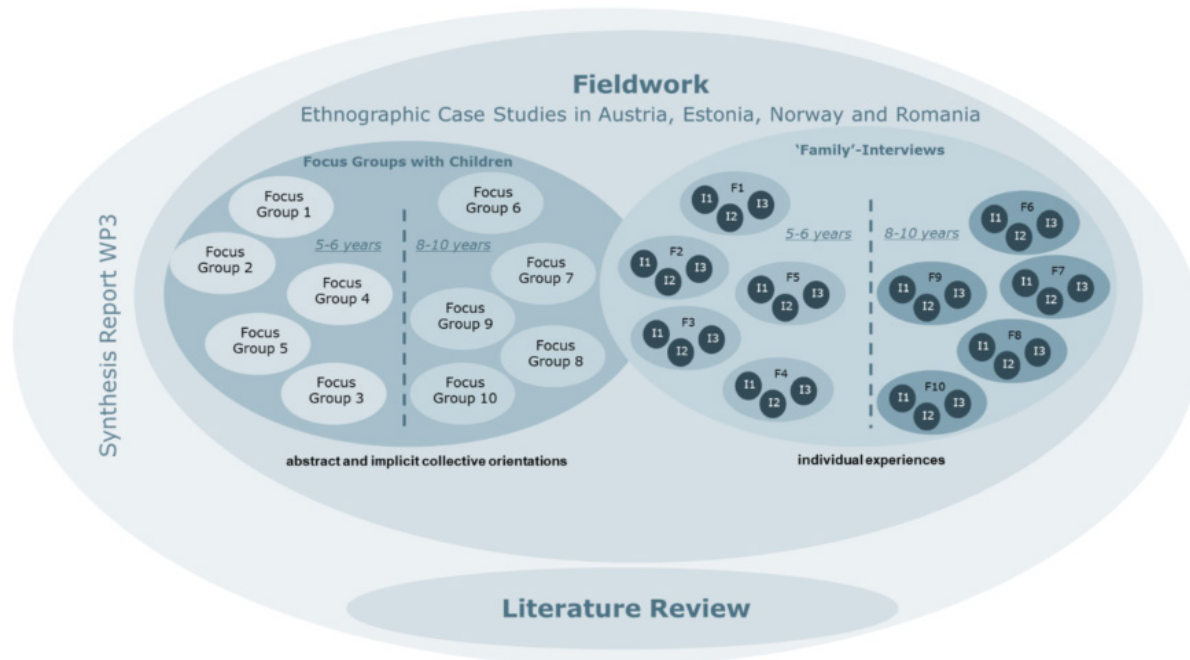 Fieldwork
Ethnographic Case Studies in Austria, Estonia, Norway and Romania
Synthesis Report WP3
Focus Groups with Children
5-6 years
8-10 years
Focus
Group 1
Focus
Group 2
Focus
Group 4
Focus
Group 5
Focus
Group 3
Focus
Group 6
Focus
Group 7
Focus
Group 9
Focus
Group 8
Focus
Group 10
abstract and implicit collective orientations
'Family'-Interviews
5-6 years
8-10 years
F1
I1
I2
I3
F2
I1
I2
I3
F5
I1
I2
I3
F3
I1
I2
I3
F4
I1
I2
I3
F6
I1
I2
I3
F9
I1
I2
I3
F7
I1
I2
I3
F8
I1
I2
I3
F10
I1
I2
I3
individual experiences
Literature Review